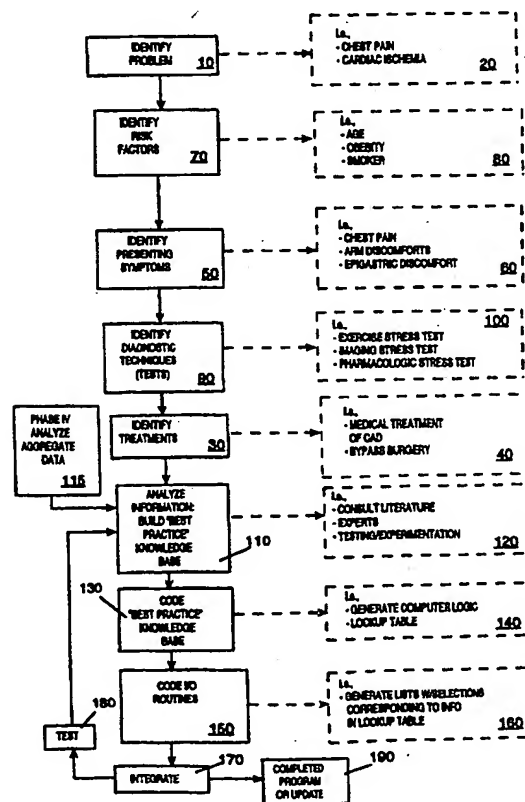 IDENTIFY
PROBLEM
10
i.e.,
- CHEST PAIN
- CARDIAC ISCHEMIA
20
IDENTIFY
RISK
FACTORS
70
i.e.,
- AGE
- OBESITY
- SMOKER
80
IDENTIFY
PRESENTING
SYMPTOMS
50
i.e.,
- CHEST PAIN
- ARM DISCOMFORTS
- EPIGASTRIC DISCOMFORT
60
IDENTIFY
DIAGNOSTIC
TECHNIQUES
(TESTS)
90
100
i.e.,
- EXERCISE STRESS TEST
- IMAGING STRESS TEST
- PHARMACOLOGIC STRESS TEST
PHASE IV
ANALYZE
AGGREGATE
DATA
115
IDENTIFY
TREATMENTS
30
i.e.,
- MEDICAL TREATMENT
OF CAD
- BYPASS SURGERY
40
ANALYZE
INFORMATION:
BUILD "BEST
PRACTICE"
KNOWLEDGE
BASE
110
i.e.,
- CONSULT LITERATURE
- EXPERTS
- TESTING/EXPERIMENTATION
120
130
CODE
"BEST PRACTICE"
KNOWLEDGE
BASE
i.e.,
- GENERATE COMPUTER LOGIC
- LOOKUP TABLE
140
CODE I/O
ROUTINES
150
i.e.,
- GENERATE LISTS W/SELECTIONS
CORRESPONDING TO INFO
IN LOOKUP TABLE
160
180
TEST
INTEGRATE
170
190
COMPLETED
PROGRAM
OR UPDATE